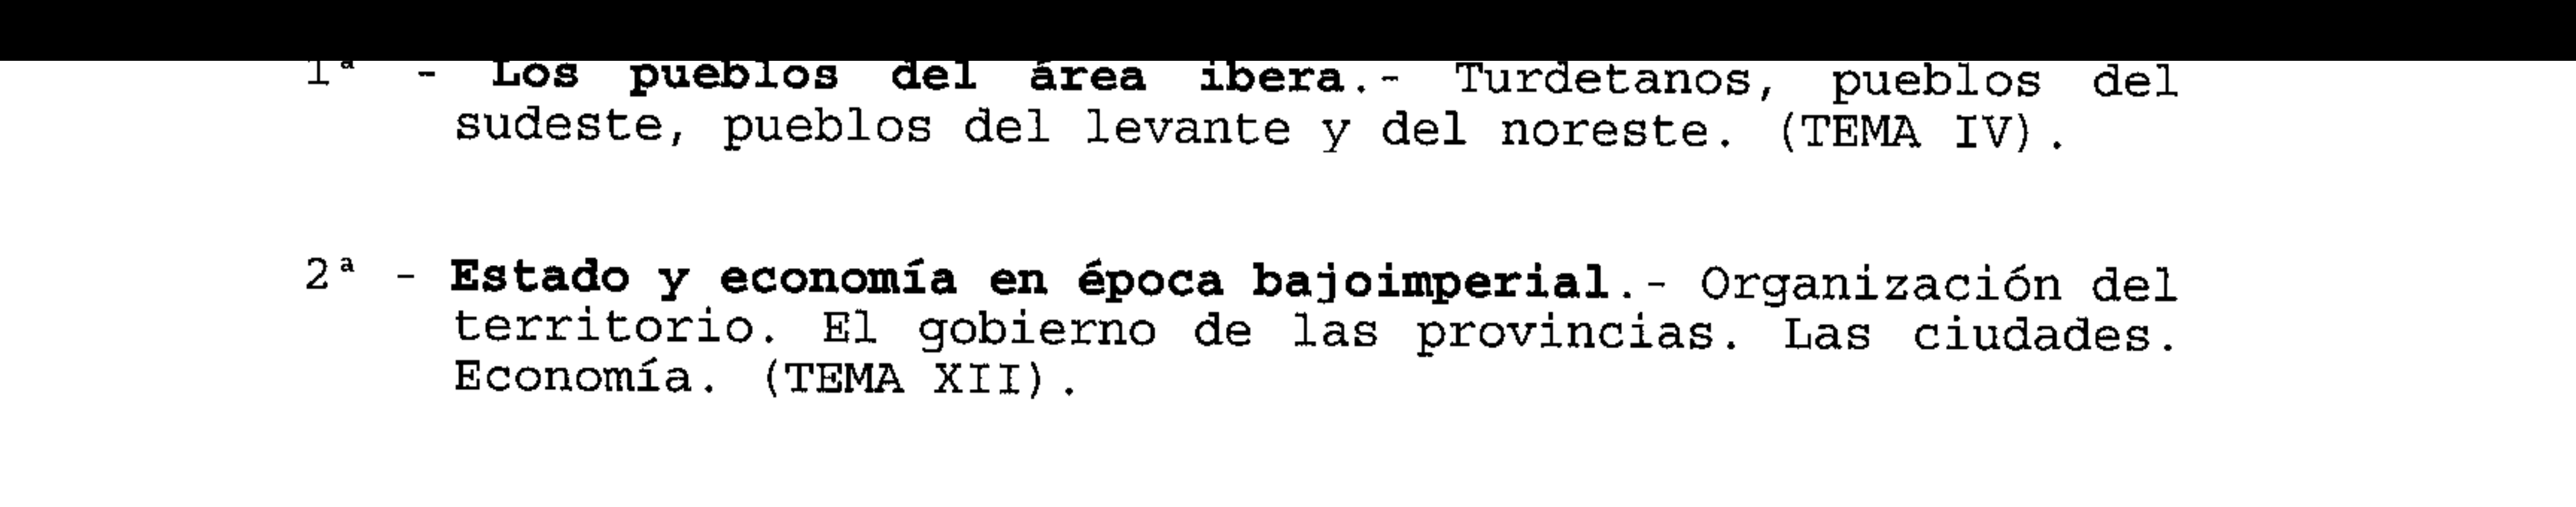 1ª - Los pueblos del área ibera.- Turdetanos, pueblos del
sudeste, pueblos del levante y del noreste. (TEMA IV).
2ª - Estado y economía en época bajoimperial.- Organización del
territorio. El gobierno de las provincias. Las ciudades.
Economía. (TEMA XII).